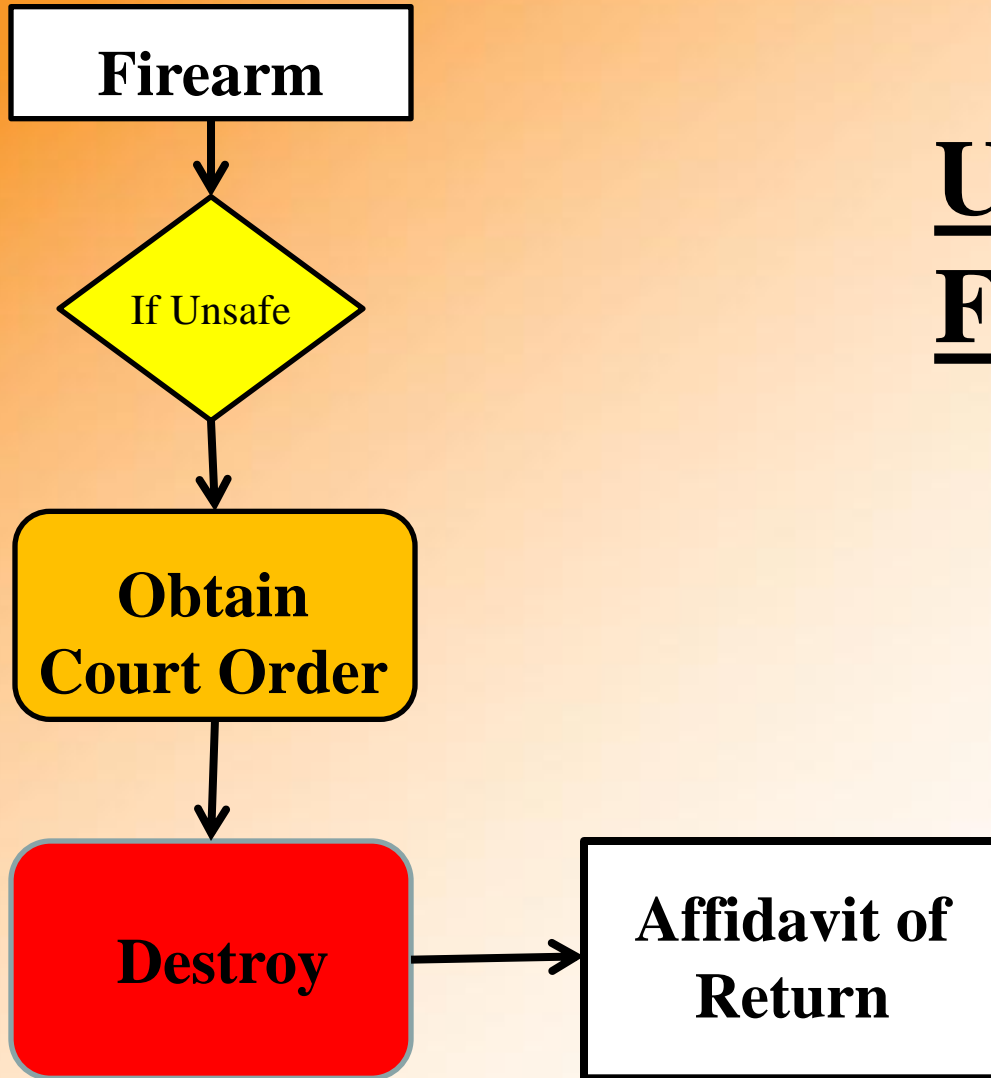 Firearm
U
F
If Unsafe
Obtain
Court Order
Destroy
Affidavit of
Return